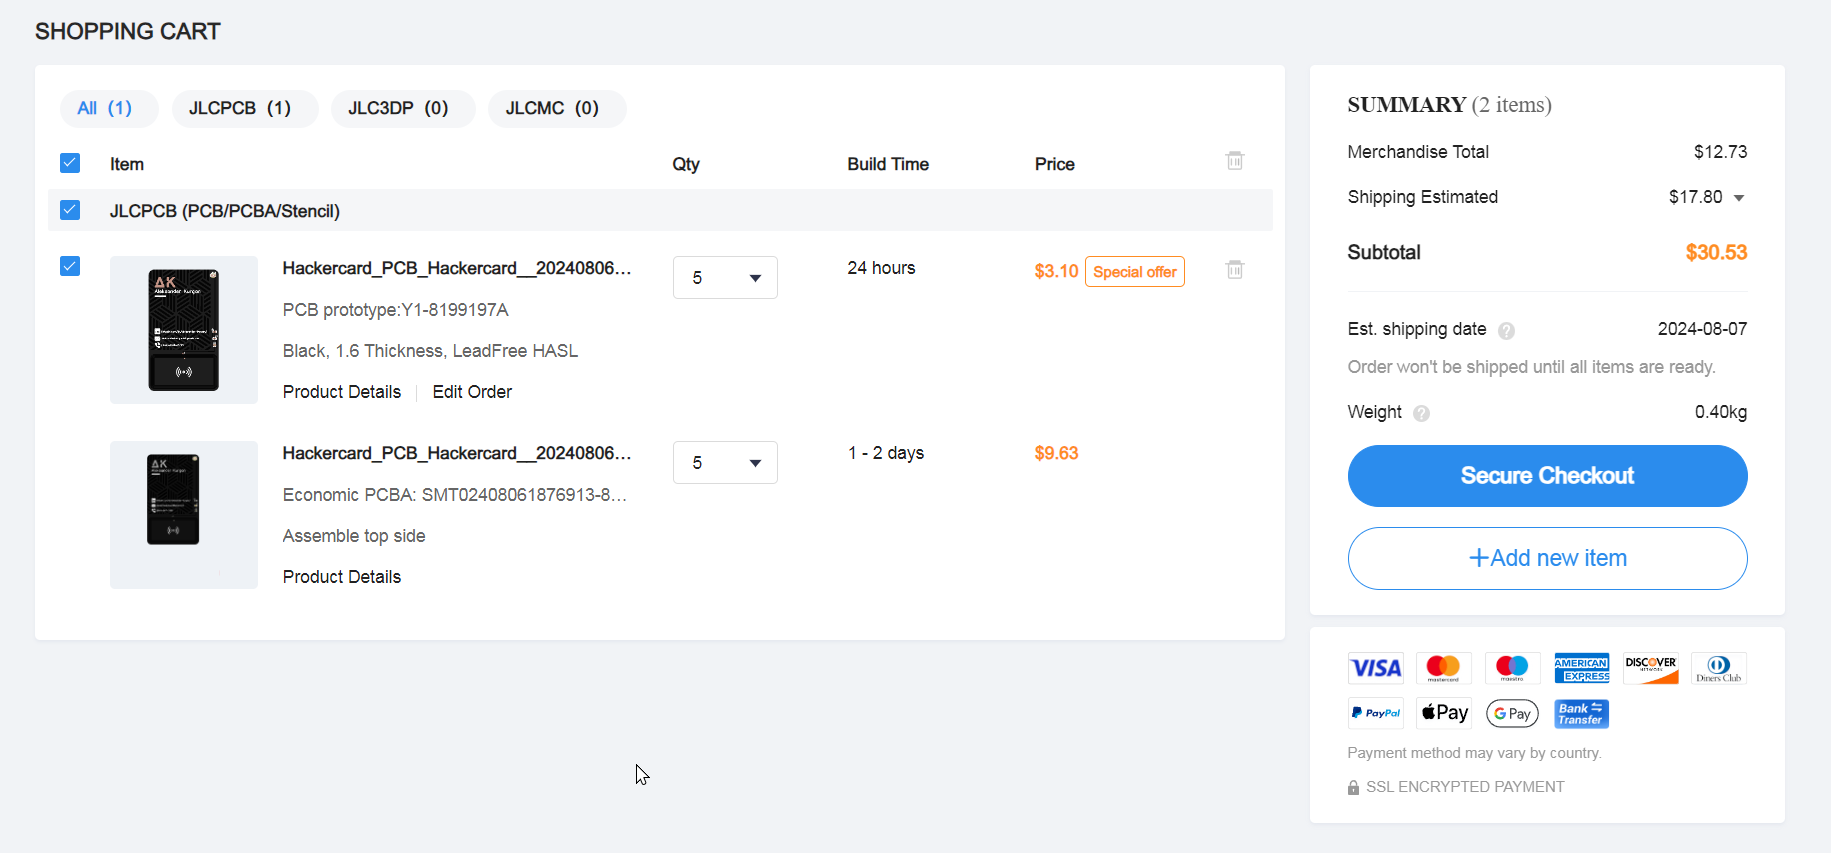 SHOPPING CART
All (1)
JLCPCB (1)
JLC3DP (0)
JLCMC (0)
Item
Qty
Build Time
Price
JLCPCB (PCB/PCBA/Stencil)
AK
Aleksander Kurgan
Hackercard_PCB_Hackercard__20240806...
PCB prototype:Y1-8199197A
Black, 1.6 Thickness, LeadFree HASL
Product Details
Edit Order
5
24 hours
$3.10
Special offer
AK
Hackercard_PCB_Hackercard__20240806...
Economic PCBA: SMT02408061876913-8...
Assemble top side
Product Details
5
1 - 2 days
$9.63
SUMMARY (2 items)
Merchandise Total $12.73
Shipping Estimated $17.80
Subtotal $30.53
Est. shipping date ? 2024-08-07
Order won't be shipped until all items are ready.
Weight ? 0.40kg
Secure Checkout
+Add new item
VISA
mastercard
maestro
AMERICAN
EXPRESS
DISCOVER
NETWORK
Diners Club
PayPal
Pay
G Pay
Bank
Transfer
Payment method may vary by country.
SSL ENCRYPTED PAYMENT